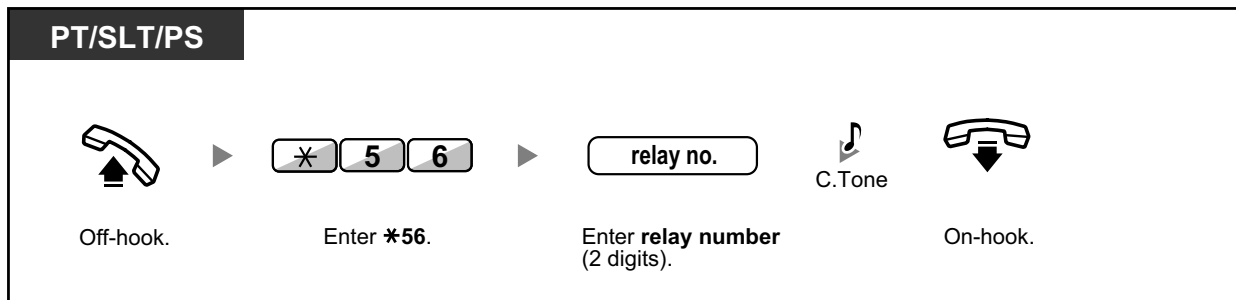 PT/SLT/PS
✳ 5 6
relay no.
C.Tone
Off-hook.
Enter ✳56.
Enter relay number
(2 digits).
On-hook.